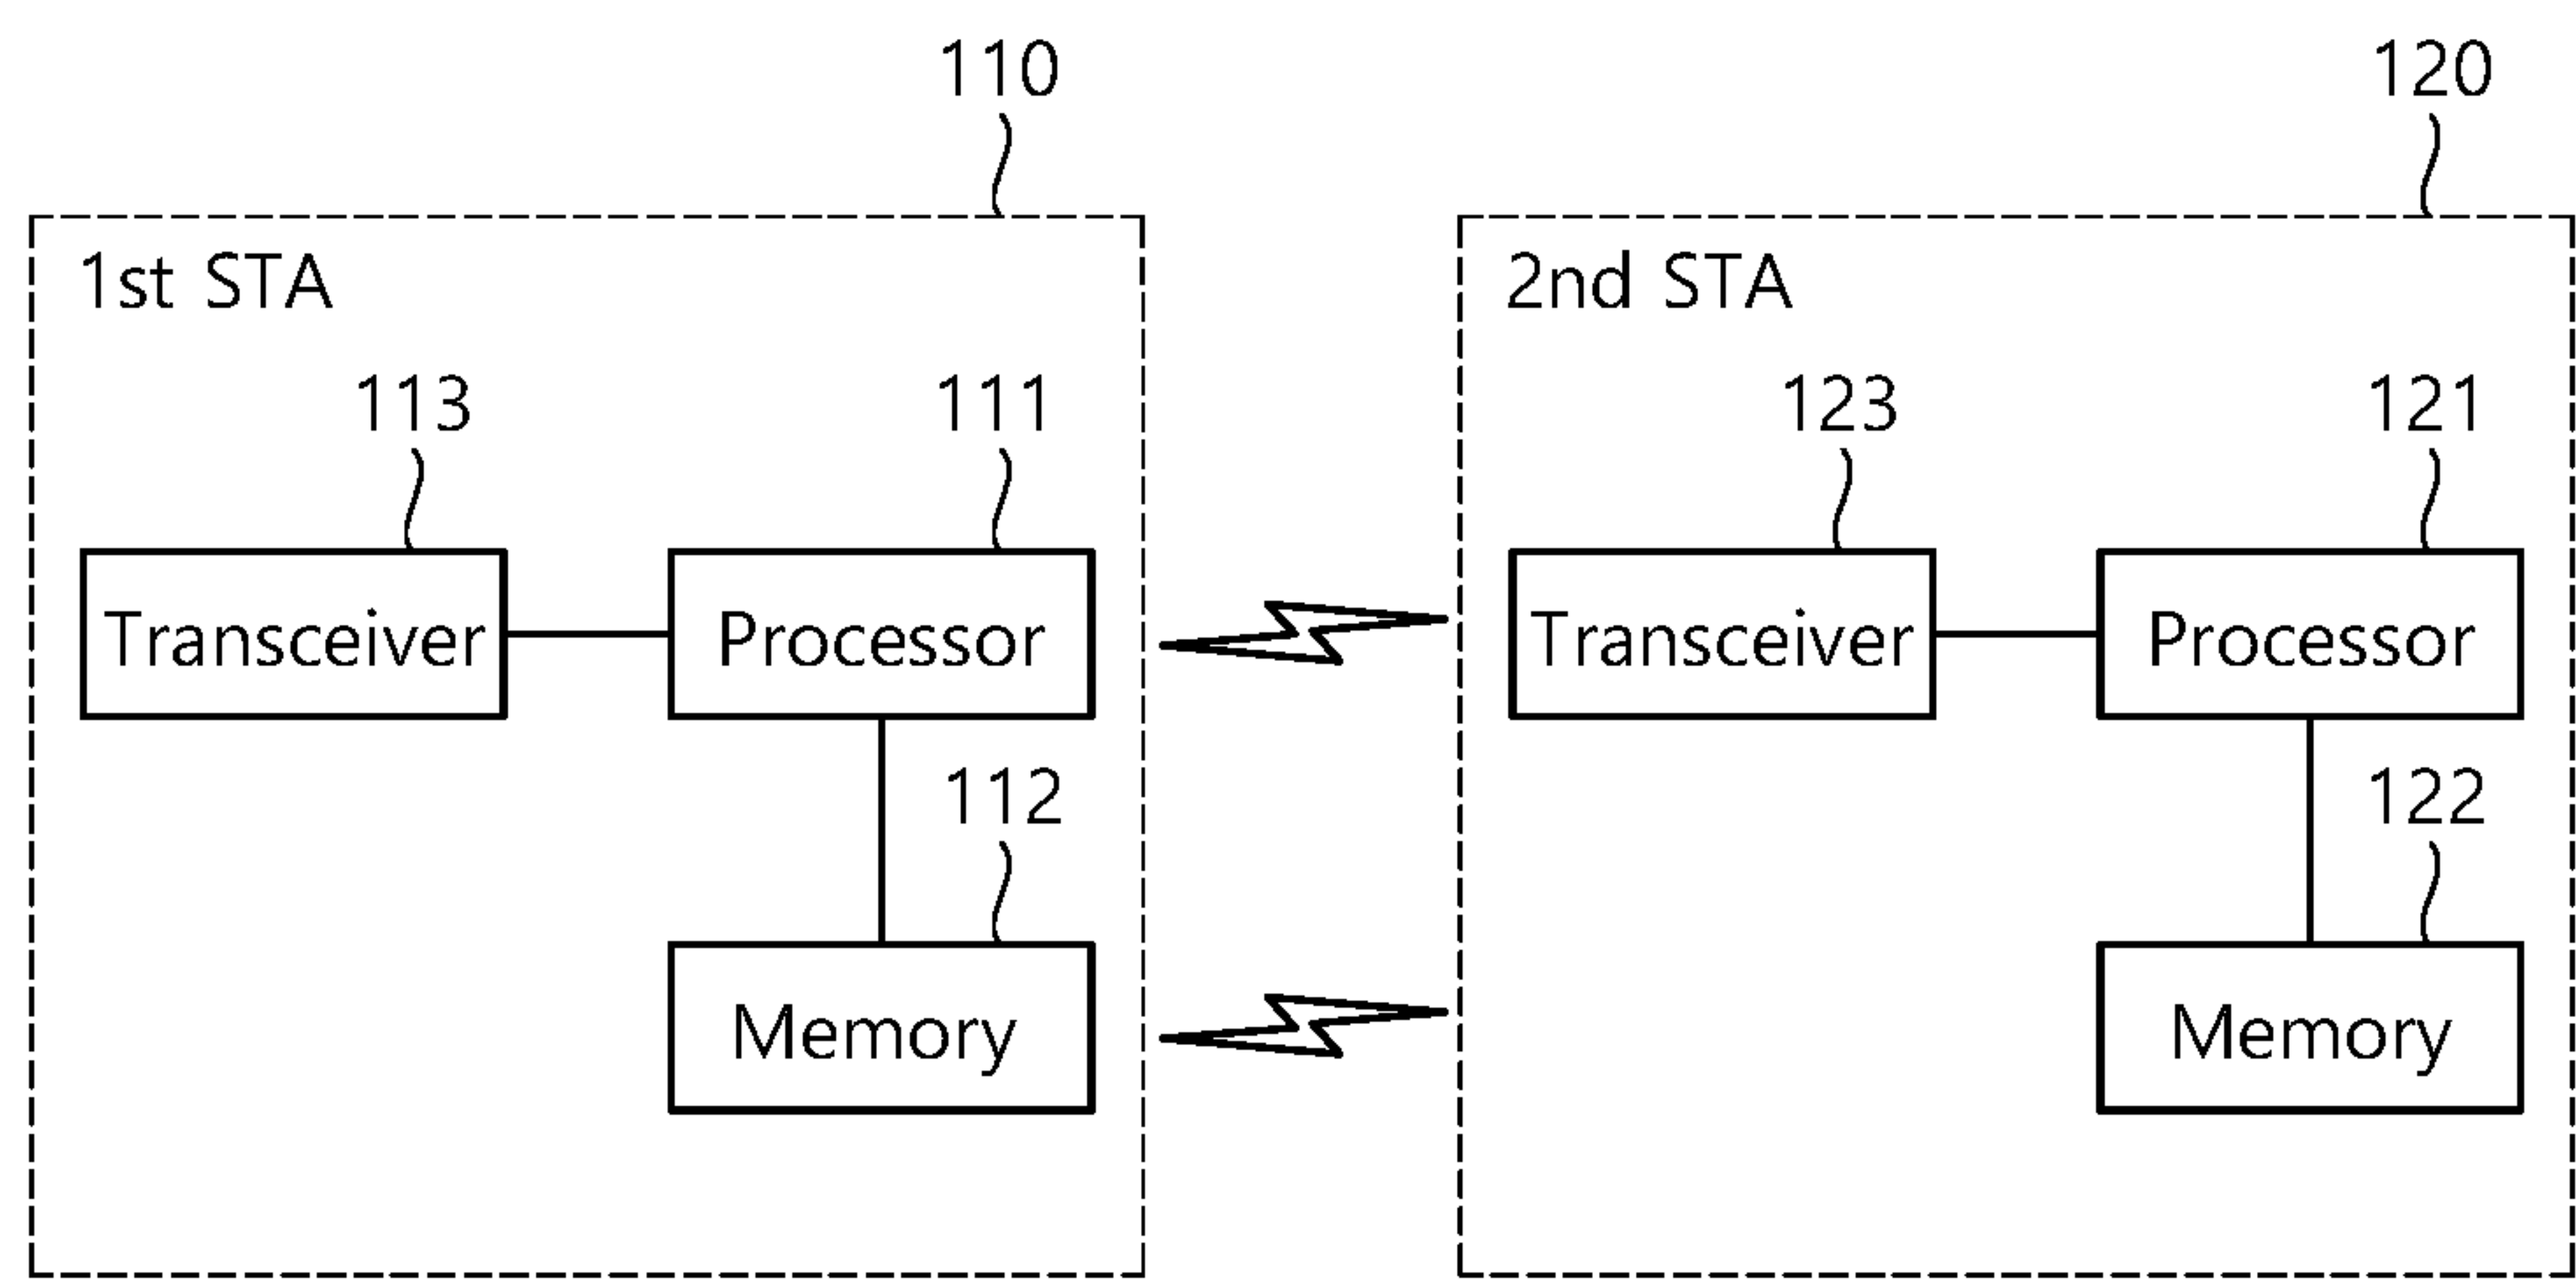 110
120
1st STA
2nd STA
113
111
123
121
Transceiver
Processor
Transceiver
Processor
112
122
Memory
Memory